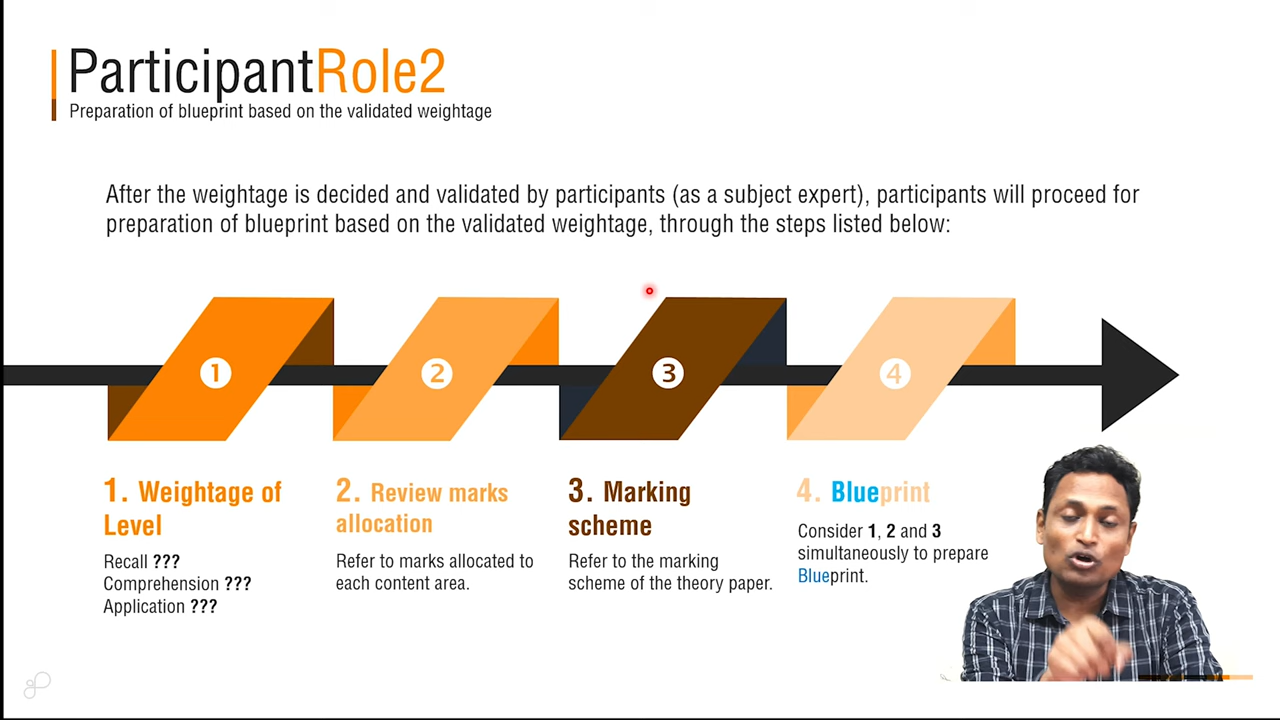 ParticipantRole2
Preparation of blueprint based on the validated weightage
After the weightage is decided and validated by participants (as a subject expert), participants will proceed for
preparation of blueprint based on the validated weightage, through the steps listed below:
1
2
3
4
1. Weightage of
Level
Recall ???
Comprehension ???
Application ???
2. Review marks
allocation
Refer to marks allocated to
each content area.
3. Marking
scheme
Refer to the marking
scheme of the theory paper.
4. Blueprint
Consider 1, 2 and 3
simultaneously to prepare
Blueprint.